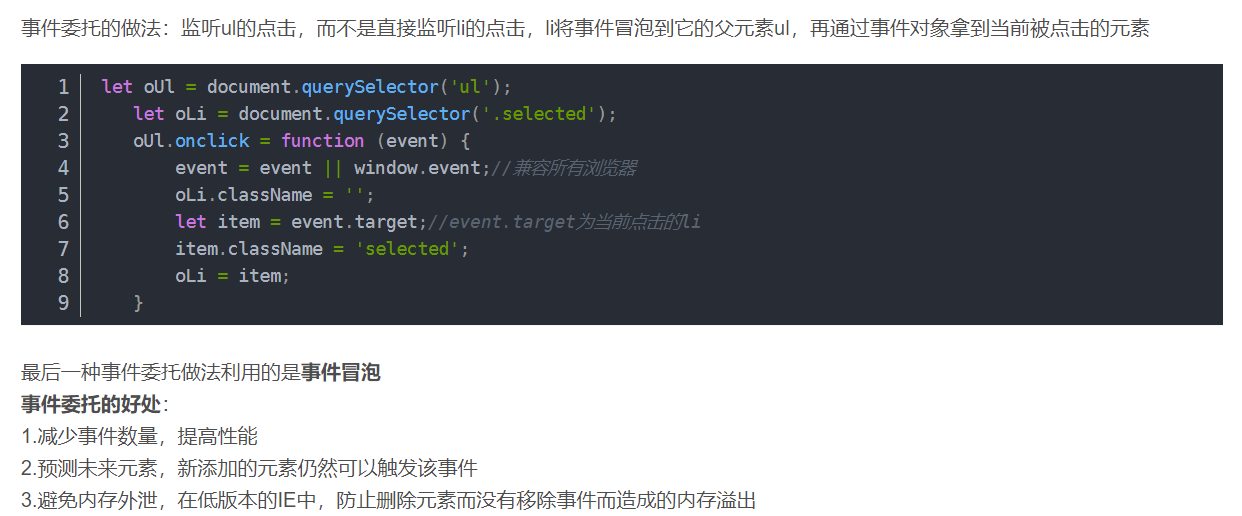 事件委托的做法：监听ul的点击，而不是直接监听li的点击，li将事件冒泡到它的父元素ul，再通过事件对象拿到当前被点击的元素
1 let oUl = document.querySelector('ul');
2 let oLi = document.querySelector('.selected');
3 oUl.onclick = function (event) {
4 event = event || window.event;//兼容所有浏览器
5 oLi.className = '';
6 let item = event.target;//event.target为当前点击的li
7 item.className = 'selected';
8 oLi = item;
9 }
最后一种事件委托做法利用的是事件冒泡
事件委托的好处：
1.减少事件数量，提高性能
2.预测未来元素，新添加的元素仍然可以触发该事件
3.避免内存外泄，在低版本的IE中，防止删除元素而没有移除事件而造成的内存溢出